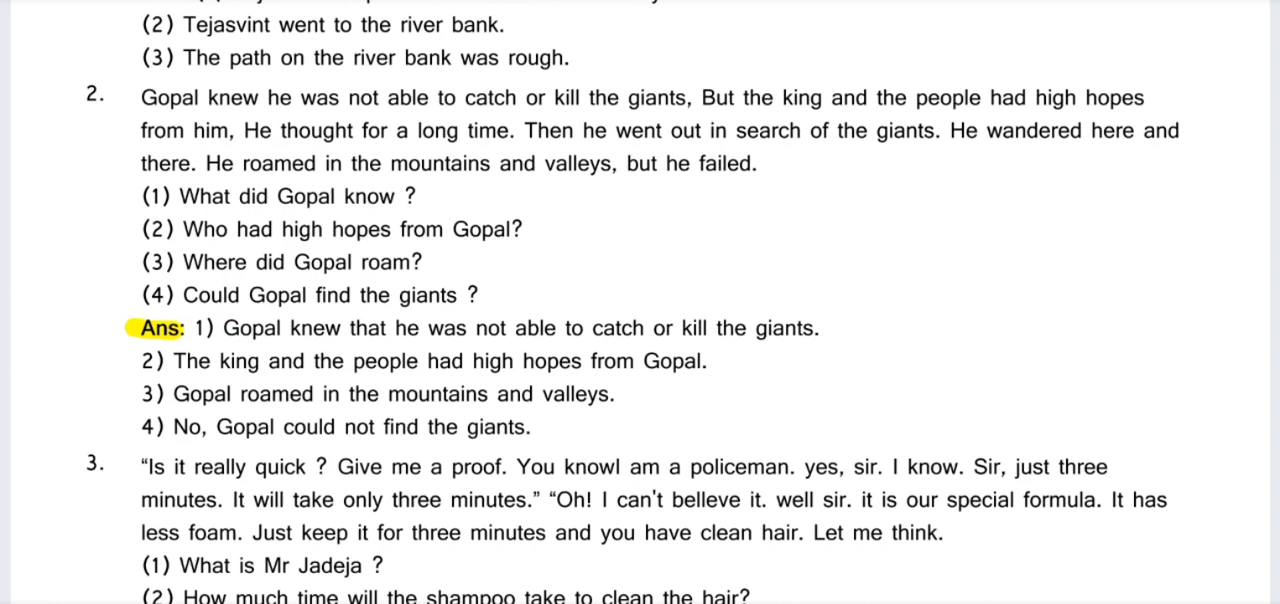 (2) Tejasvint went to the river bank.
(3) The path on the river bank was rough.
2. Gopal knew he was not able to catch or kill the giants, But the king and the people had high hopes
from him, He thought for a long time. Then he went out in search of the giants. He wandered here and
there. He roamed in the mountains and valleys, but he failed.
(1) What did Gopal know ?
(2) Who had high hopes from Gopal?
(3) Where did Gopal roam?
(4) Could Gopal find the giants ?
Ans: 1) Gopal knew that he was not able to catch or kill the giants.
2) The king and the people had high hopes from Gopal.
3) Gopal roamed in the mountains and valleys.
4) No, Gopal could not find the giants.
3. “Is it really quick ? Give me a proof. You knowl am a policeman. yes, sir. I know. Sir, just three
minutes. It will take only three minutes.” “Oh! I can't belleve it. well sir. it is our special formula. It has
less foam. Just keep it for three minutes and you have clean hair. Let me think.
(1) What is Mr Jadeja ?
(2) How much time will the shampoo take to clean the hair?